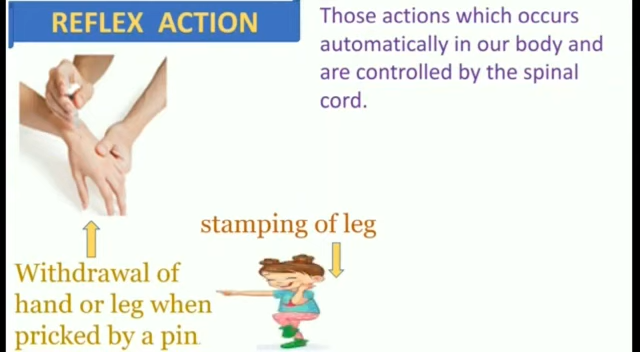 REFLEX ACTION
Those actions which occurs
automatically in our body and
are controlled by the spinal
cord.
stamping of leg
Withdrawal of
hand or leg when
pricked by a pin